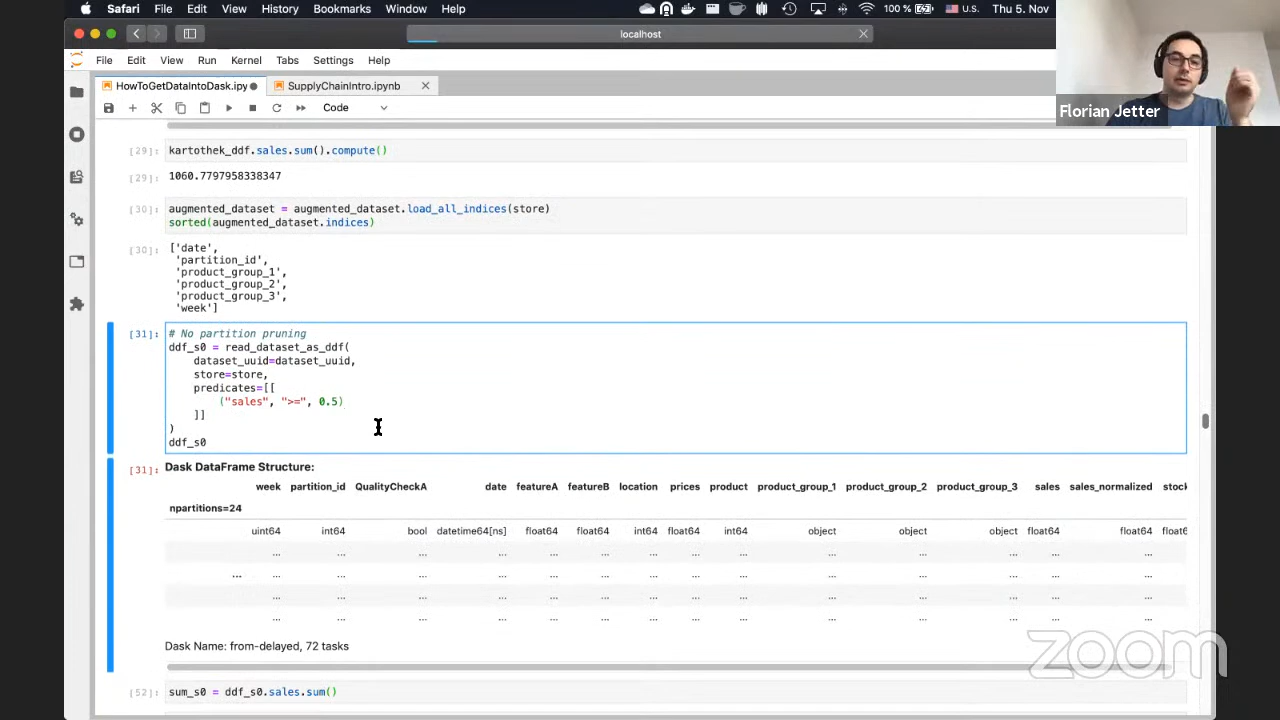 Safari File Edit View History Bookmarks Window Help 100 % U.S. Thu 5. Nov
localhost
File Edit View Run Kernel Tabs Settings Help
HowToGetDataIntoDask.ipy SupplyChainIntro.ipynb
Code
Florian Jetter
[29]: kartothek_ddf.sales.sum().compute()
[29]: 1060.7797958338347
[30]: augmented_dataset = augmented_dataset.load_all_indices(store)
sorted(augmented_dataset.indices)
[30]: ['date',
'partition_id',
'product_group_1',
'product_group_2',
'product_group_3',
'week']
[31]: # No partition pruning
ddf_s0 = read_dataset_as_ddf(
dataset_uuid=dataset_uuid,
store=store,
predicates=[[
("sales", ">=", 0.5)
]]
)
ddf_s0
[31]: Dask DataFrame Structure:
week partition_id QualityCheckA date featureA featureB location prices product product_group_1 product_group_2 product_group_3 sales sales_normalized stock
npartitions=24
uint64 int64 bool datetime64[ns] float64 float64 int64 float64 int64 object object object float64 float64 float6
... ... ... ... ... ... ... ... ... ... ... ... ... ... ...
... ... ... ... ... ... ... ... ... ... ... ... ... ... ... ...
... ... ... ... ... ... ... ... ... ... ... ... ... ... ...
... ... ... ... ... ... ... ... ... ... ... ... ... ... ...
Dask Name: from-delayed, 72 tasks
zoom
[52]: sum_s0 = ddf_s0.sales.sum()